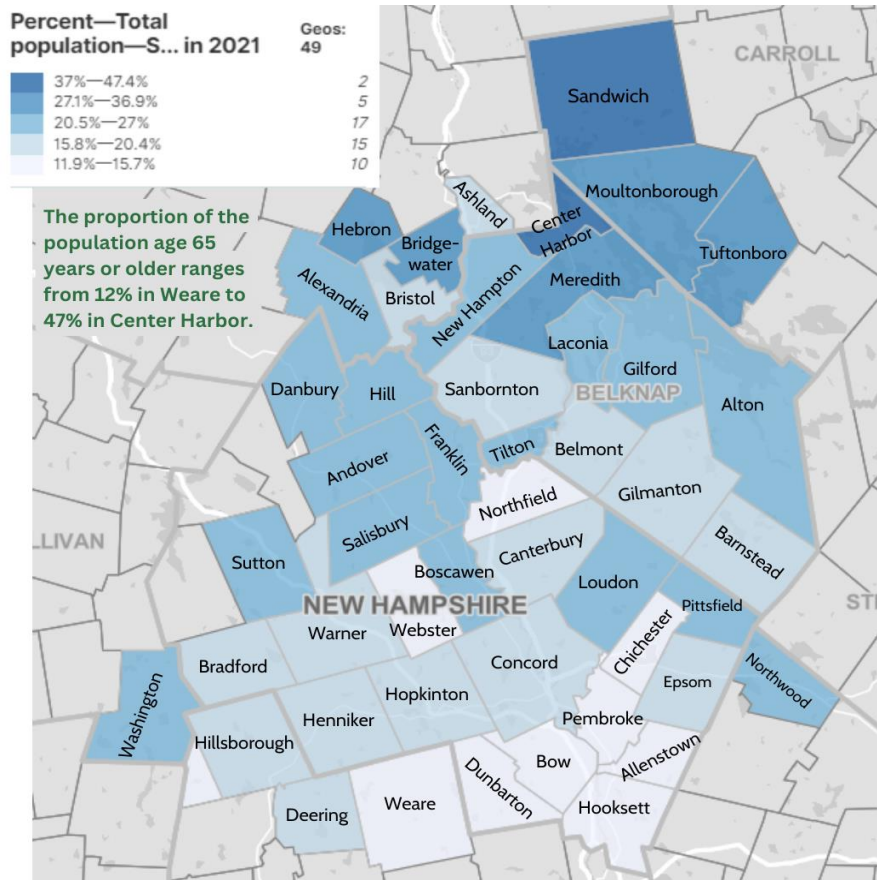 Percent—Total
population—S... in 2021
Geos:
49
37%—47.4% 2
27.1%—36.9% 5
20.5%—27% 17
15.8%—20.4% 15
11.9%—15.7% 10
The proportion of the
population age 65
years or older ranges
from 12% in Weare to
47% in Center Harbor.
CARROLL
Sandwich
Ashland
Moultonborough
Center
Harbor
Hebron
Bridge-
water
Tuftonboro
Alexandria
Bristol
New Hampton
Meredith
Laconia
Gilford
BELKNAP
Danbury
Hill
Sanbornton
Alton
Franklin
Tilton
Belmont
Andover
Northfield
Gilmanton
LLIVAN
Salisbury
Canterbury
Barnstead
Sutton
Boscawen
Loudon
NEW HAMPSHIRE
Pittsfield
ST
Warner
Webster
Chichester
Bradford
Concord
Epsom
Northwood
Washington
Hopkinton
Henniker
Pembroke
Hillsborough
Allenstown
Bow
Dunbarton
Deering
Weare
Hooksett